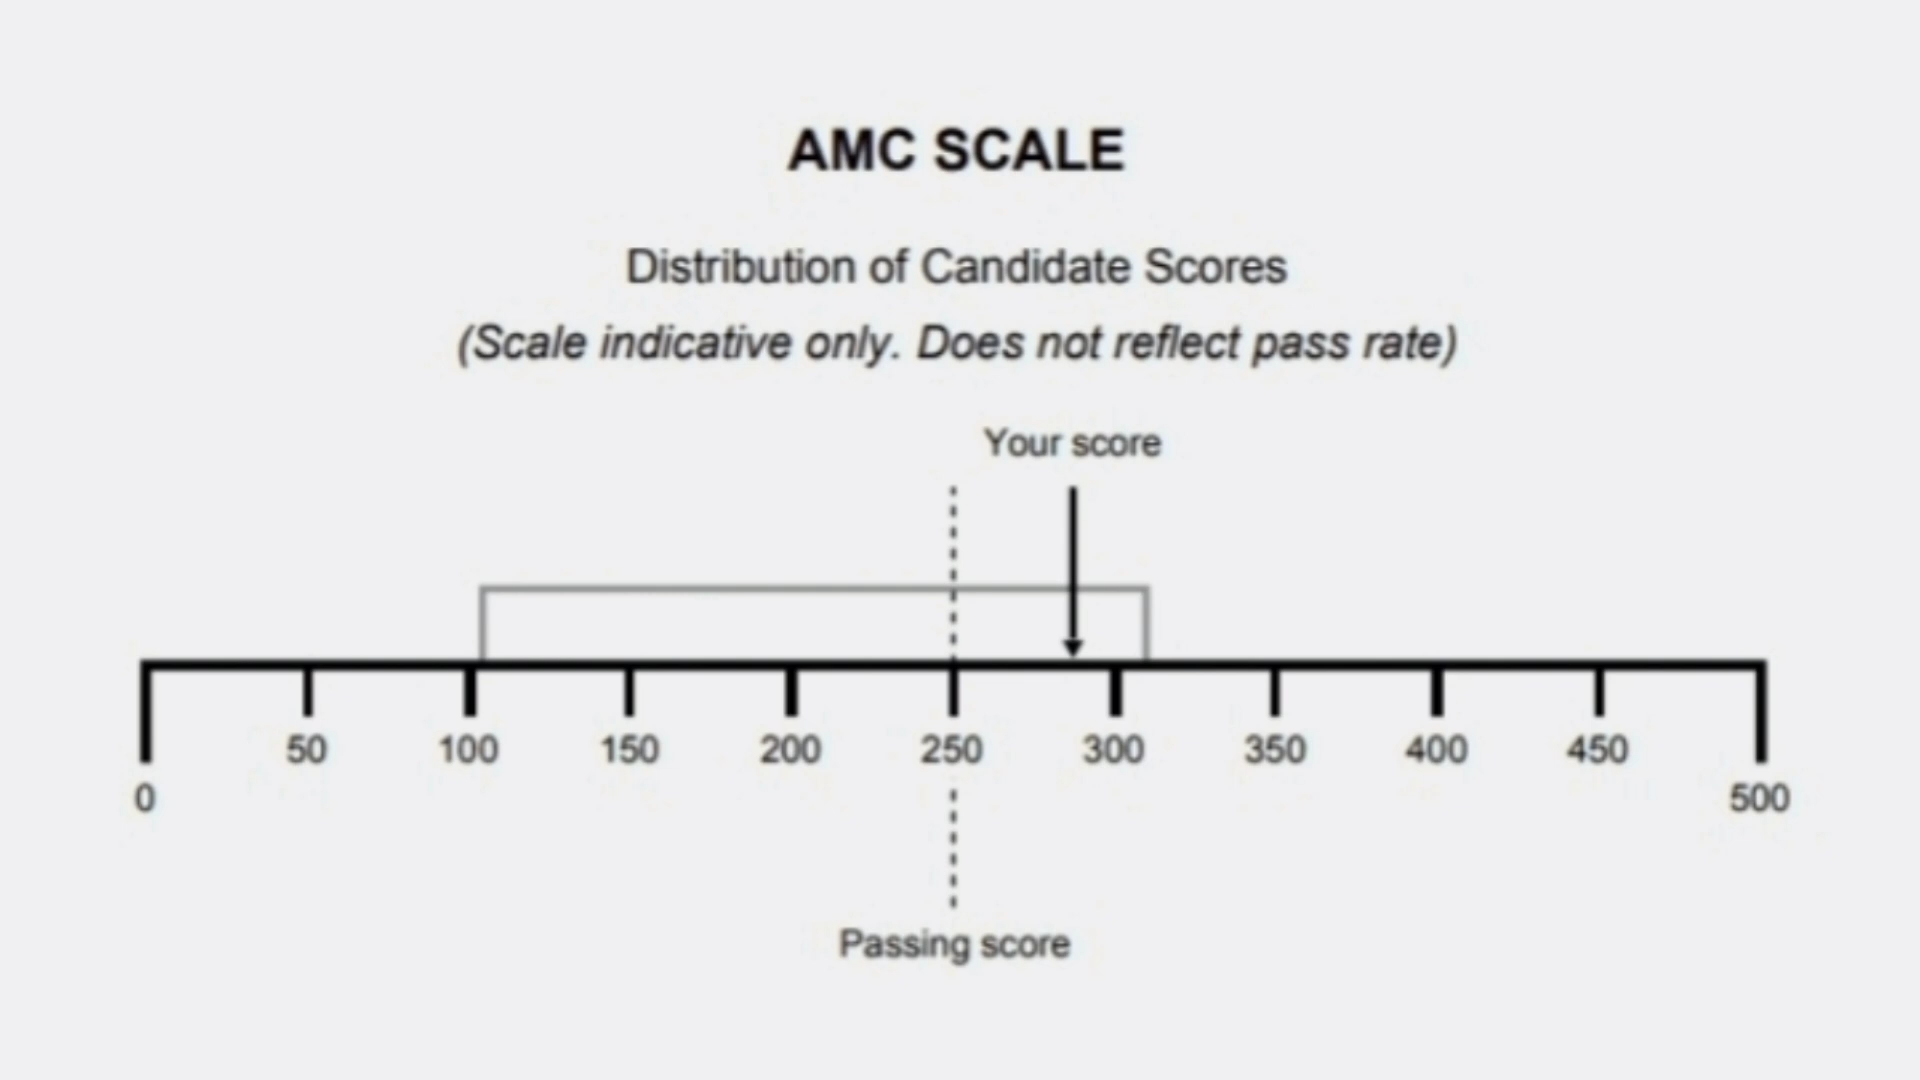 AMC SCALE
Distribution of Candidate Scores
(Scale indicative only. Does not reflect pass rate)
Your score
50 100 150 200 250 300 350 400 450
0 500
Passing score